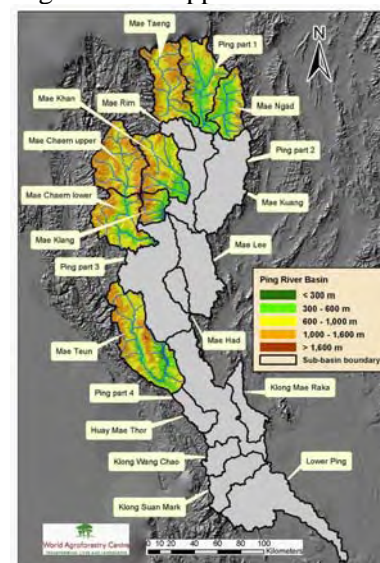 Mae Taeng
Ping part 1
Mae Khan
Mae Rim
Mae Ngad
Mae Chaem upper
Ping part 2
Mae Chaem lower
Mae Kuang
Mae Klang
Mae Lee
Ping part 3
Ping River Basin
< 300 m
300 - 600 m
600 - 1,000 m
1,000 - 1,600 m
> 1,600 m
Sub-basin boundary
Mae Teun
Mae Had
Ping part 4
Klong Mae Raka
Huay Mae Thor
Klong Wang Chao
Lower Ping
Klong Suan Mark
N
World Agroforestry Centre
0 10 20 40 60 80 100
Kilometers